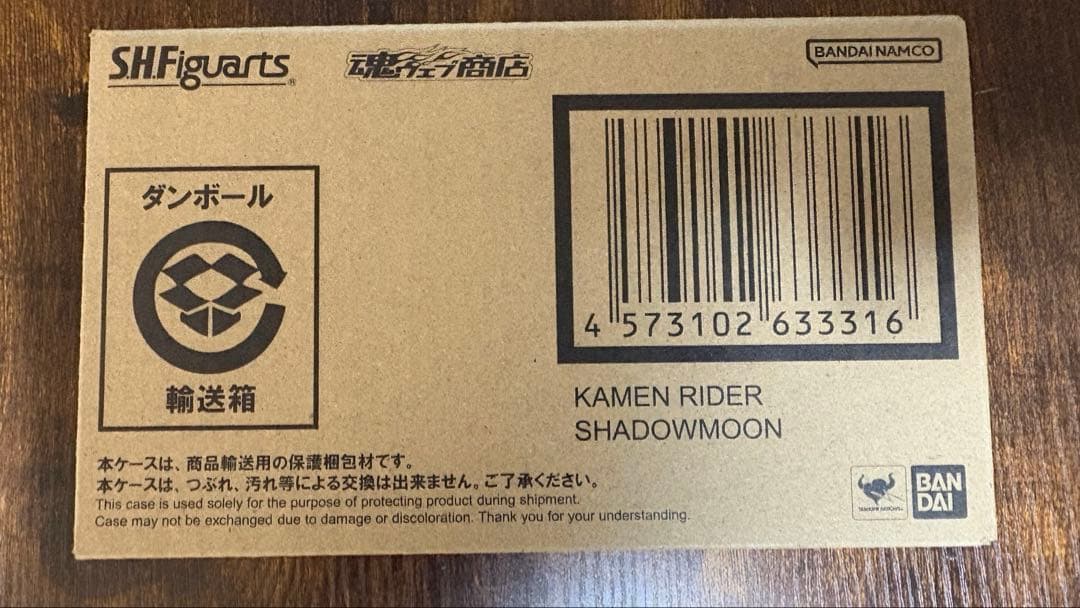 S.H.Figuarts®
魂ウェブ商店
BANDAI NAMCO
ダンボール
輸送箱
4 573102 633316
KAMEN RIDER
SHADOWMOON
本ケースは、商品輸送用の保護梱包材です。
本ケースは、つぶれ、汚れ等による交換は出来ません。ご了承ください。
This case is used solely for the purpose of protecting product during shipment.
Case may not be exchanged due to damage or discoloration. Thank you for your understanding.
TAMASHII NATIONS
BAN
DAI